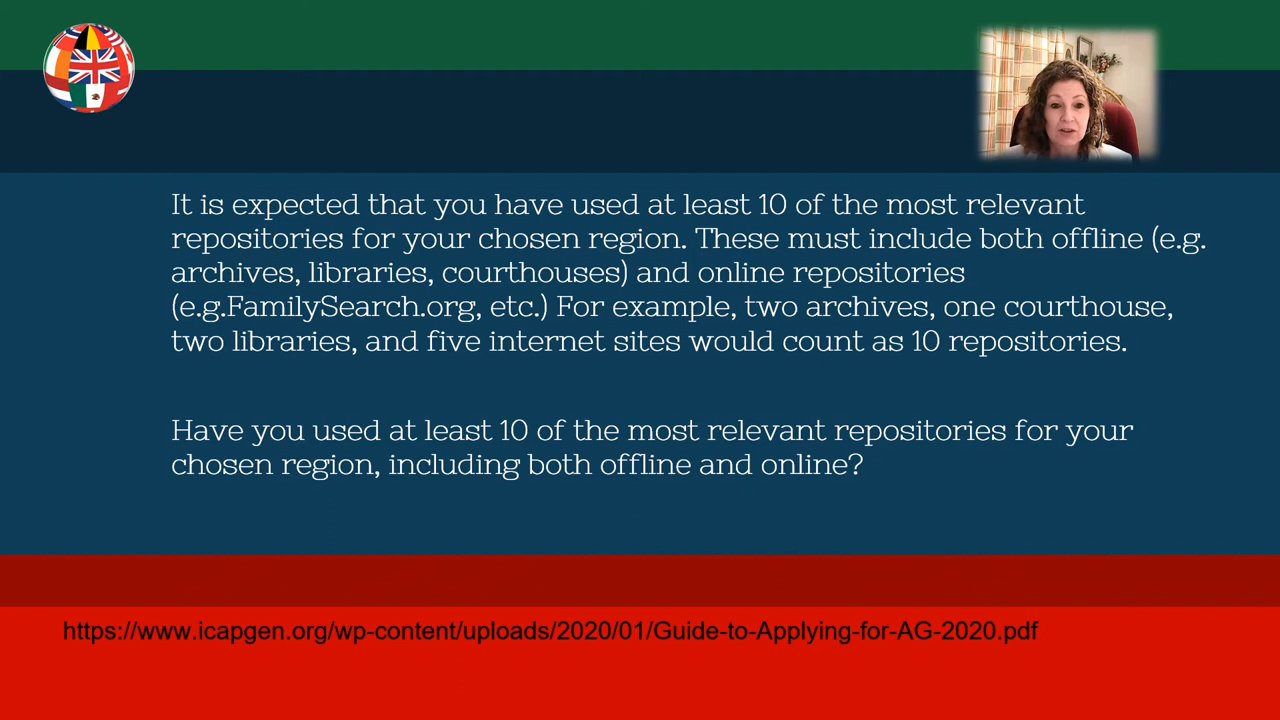 It is expected that you have used at least 10 of the most relevant
repositories for your chosen region. These must include both offline (e.g.
archives, libraries, courthouses) and online repositories
(e.g.FamilySearch.org, etc.) For example, two archives, one courthouse,
two libraries, and five internet sites would count as 10 repositories.
Have you used at least 10 of the most relevant repositories for your
chosen region, including both offline and online?
https://www.icapgen.org/wp-content/uploads/2020/01/Guide-to-Applying-for-AG-2020.pdf